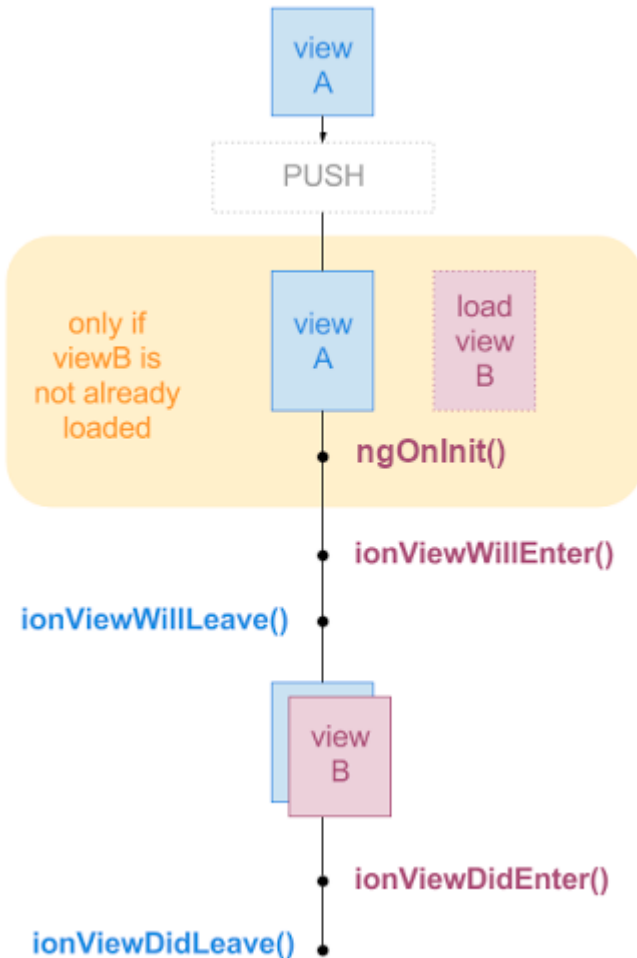 view
A
PUSH
only if
viewB is
not already
loaded
view
A
load
view
B
ngOnInit()
ionViewWillEnter()
ionViewWillLeave()
view
B
ionViewDidEnter()
ionViewDidLeave()